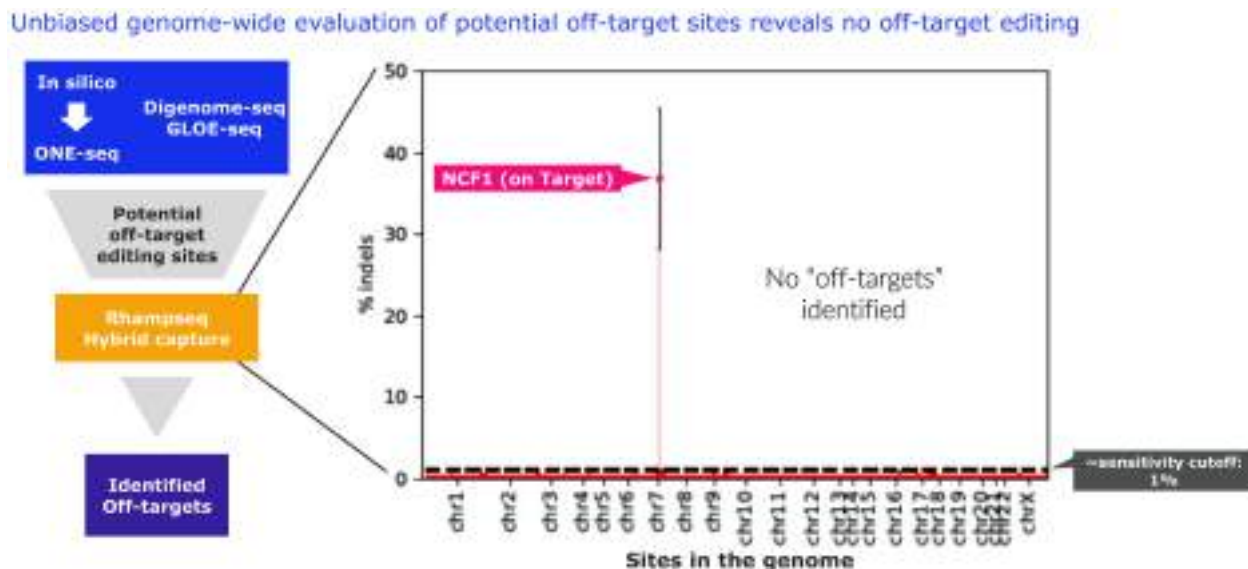 Unbiased genome-wide evaluation of potential off-target sites reveals no off-target editing
In silico
Digenome-seq
GLOE-seq
ONE-seq
Potential
off-target
editing sites
Rhampseq
Hybrid capture
Identified
Off-targets
% indels
50
40
30
20
10
0
NCF1 (on Target)
No "off-targets"
identified
~sensitivity cutoff:
1%
chr1
chr2
chr3
chr4
chr5
chr6
chr7
chr8
chr9
chr10
chr11
chr12
chr13
chr14
chr15
chr16
chr17
chr18
chr19
chr20
chr21
chr22
chrX
Sites in the genome